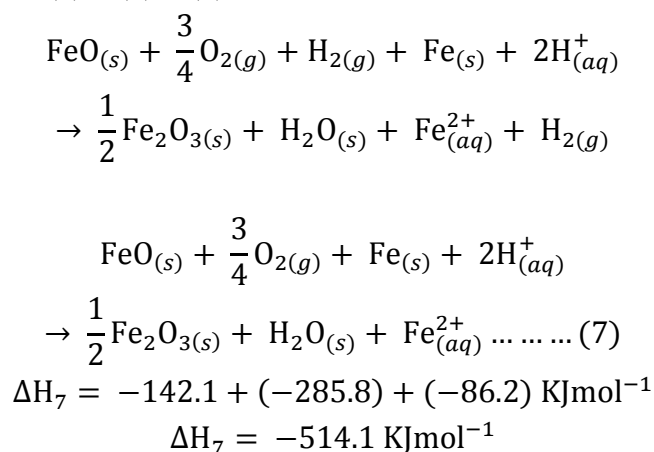 FeO(s) + 3/4 O₂(g) + H₂(g) + Fe(s) + 2H⁺(aq)
→ 1/2 Fe₂O₃(s) + H₂O(s) + Fe²⁺(aq) + H₂(g)
FeO(s) + 3/4 O₂(g) + Fe(s) + 2H⁺(aq)
→ 1/2 Fe₂O₃(s) + H₂O(s) + Fe²⁺(aq) … … … (7)
ΔH₇ = −142.1 + (−285.8) + (−86.2) KJmol⁻¹
ΔH₇ = −514.1 KJmol⁻¹